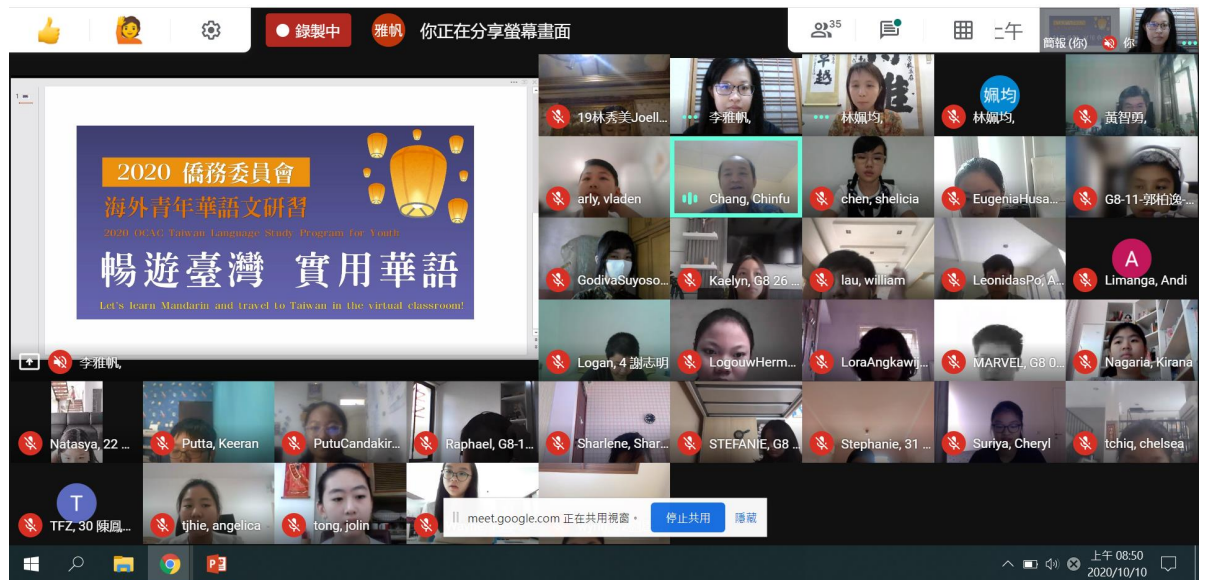 35
錄製中
雅帆
你正在分享螢幕畫面
二午
簡報 (你)
你
1
2020 僑務委員會
海外青年華語文研習
2020 OCAC Taiwan Language Study Program for Youth
暢遊臺灣 實用華語
Let's learn Mandarin and travel to Taiwan in the virtual classroom!
李雅帆,
19林秀美Joell...
李雅帆,
林姵均,
姵均
林姵均,
黃智勇,
arly, vladen
Chang, Chinfu
chen, shelicia
EugeniaHusa...
G8-11-郭柏逸-...
GodivaSuyoso...
Kaelyn, G8 26 ...
lau, william
LeonidasPo, A...
A
Limanga, Andi
Logan, 4 謝志明
LogouwHerm...
LoraAngkawij...
MARVEL, G8 0...
Nagaria, Kirana
Natasya, 22 ...
Putta, Keeran
PutuCandakir...
Raphael, G8-1...
Sharlene, Shar...
STEFANIE, G8 ...
Stephanie, 31 ...
Suriya, Cheryl
tchiq, chelsea
T
TFZ, 30 陳鳳...
tjhie, angelica
tong, jolin
meet.google.com 正在共用視窗。
停止共用
隱藏
上午 08:50
2020/10/10